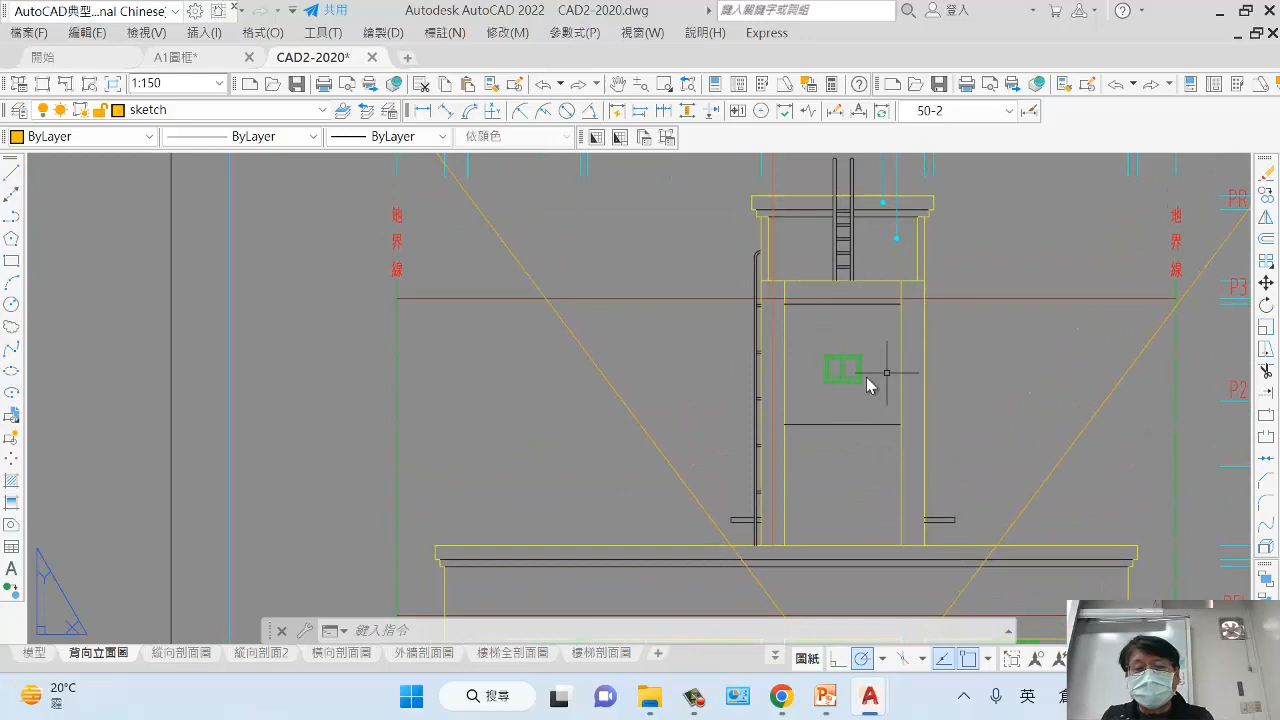 AutoCAD典型...nal Chinese
共用
Autodesk AutoCAD 2022
CAD2-2020.dwg
鍵入關鍵字或片語
登入
檔案(F)
編輯(E)
檢視(V)
插入(I)
格式(O)
工具(T)
繪製(D)
標註(N)
修改(M)
參數式(P)
視窗(W)
說明(H)
Express
開始
A1圖框*
CAD2-2020*
1:150
sketch
50-2
ByLayer
ByLayer
ByLayer
依顏色
地界線
地界線
PR
P3
P2
Y
X
鍵入指令
模型
背向立面圖
縱向剖面圖
縱向剖面2
橫向剖面圖
外牆剖面圖
樓梯全剖面圖
樓梯剖面圖
圖紙
20°C
搜尋
英